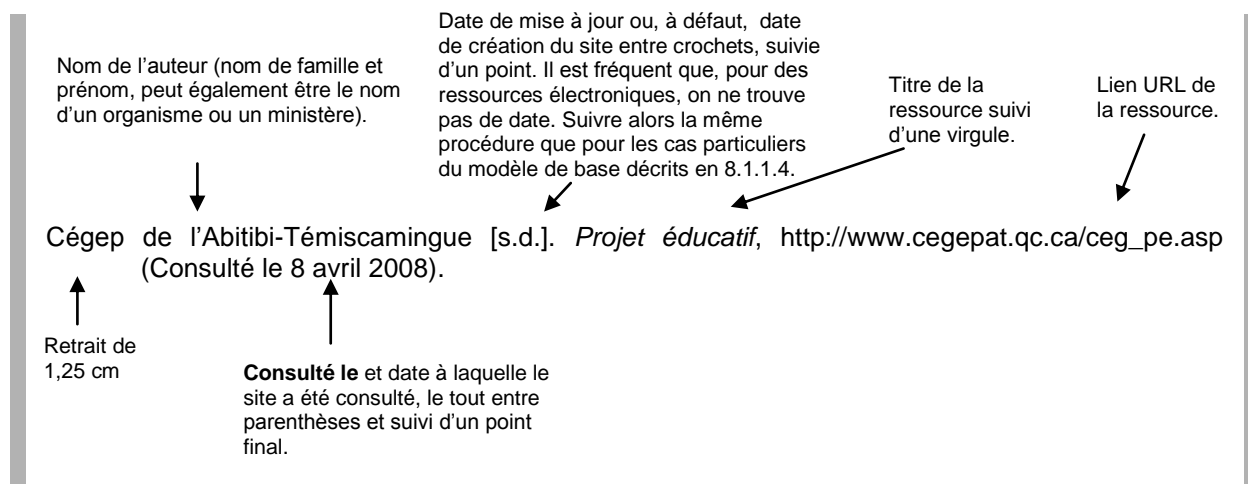 Nom de l’auteur (nom de famille et
prénom, peut également être le nom
d’un organisme ou un ministère).
Date de mise à jour ou, à défaut, date
de création du site entre crochets, suivie
d’un point. Il est fréquent que, pour des
ressources électroniques, on ne trouve
pas de date. Suivre alors la même
procédure que pour les cas particuliers
du modèle de base décrits en 8.1.1.4.
Titre de la
ressource suivi
d’une virgule.
Lien URL de
la ressource.
Cégep de l’Abitibi-Témiscamingue [s.d.]. Projet éducatif, http://www.cegepat.qc.ca/ceg_pe.asp
(Consulté le 8 avril 2008).
Retrait de
1,25 cm
Consulté le et date à laquelle le
site a été consulté, le tout entre
parenthèses et suivi d’un point
final.